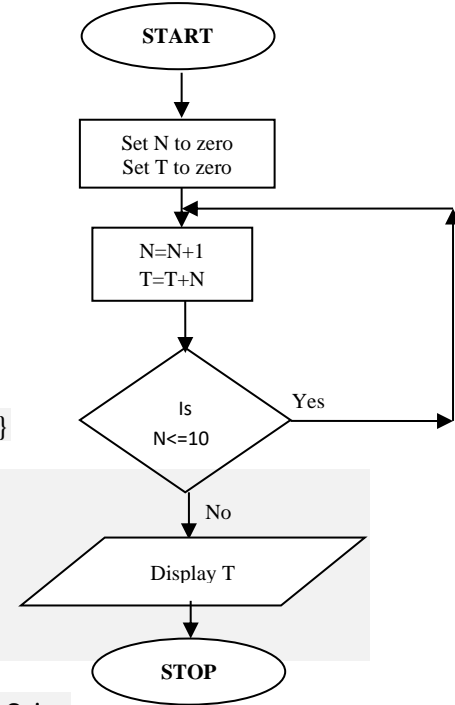 START
Set N to zero
Set T to zero
N=N+1
T=T+N
Is
N<=10
Yes
}
No
Display T
STOP